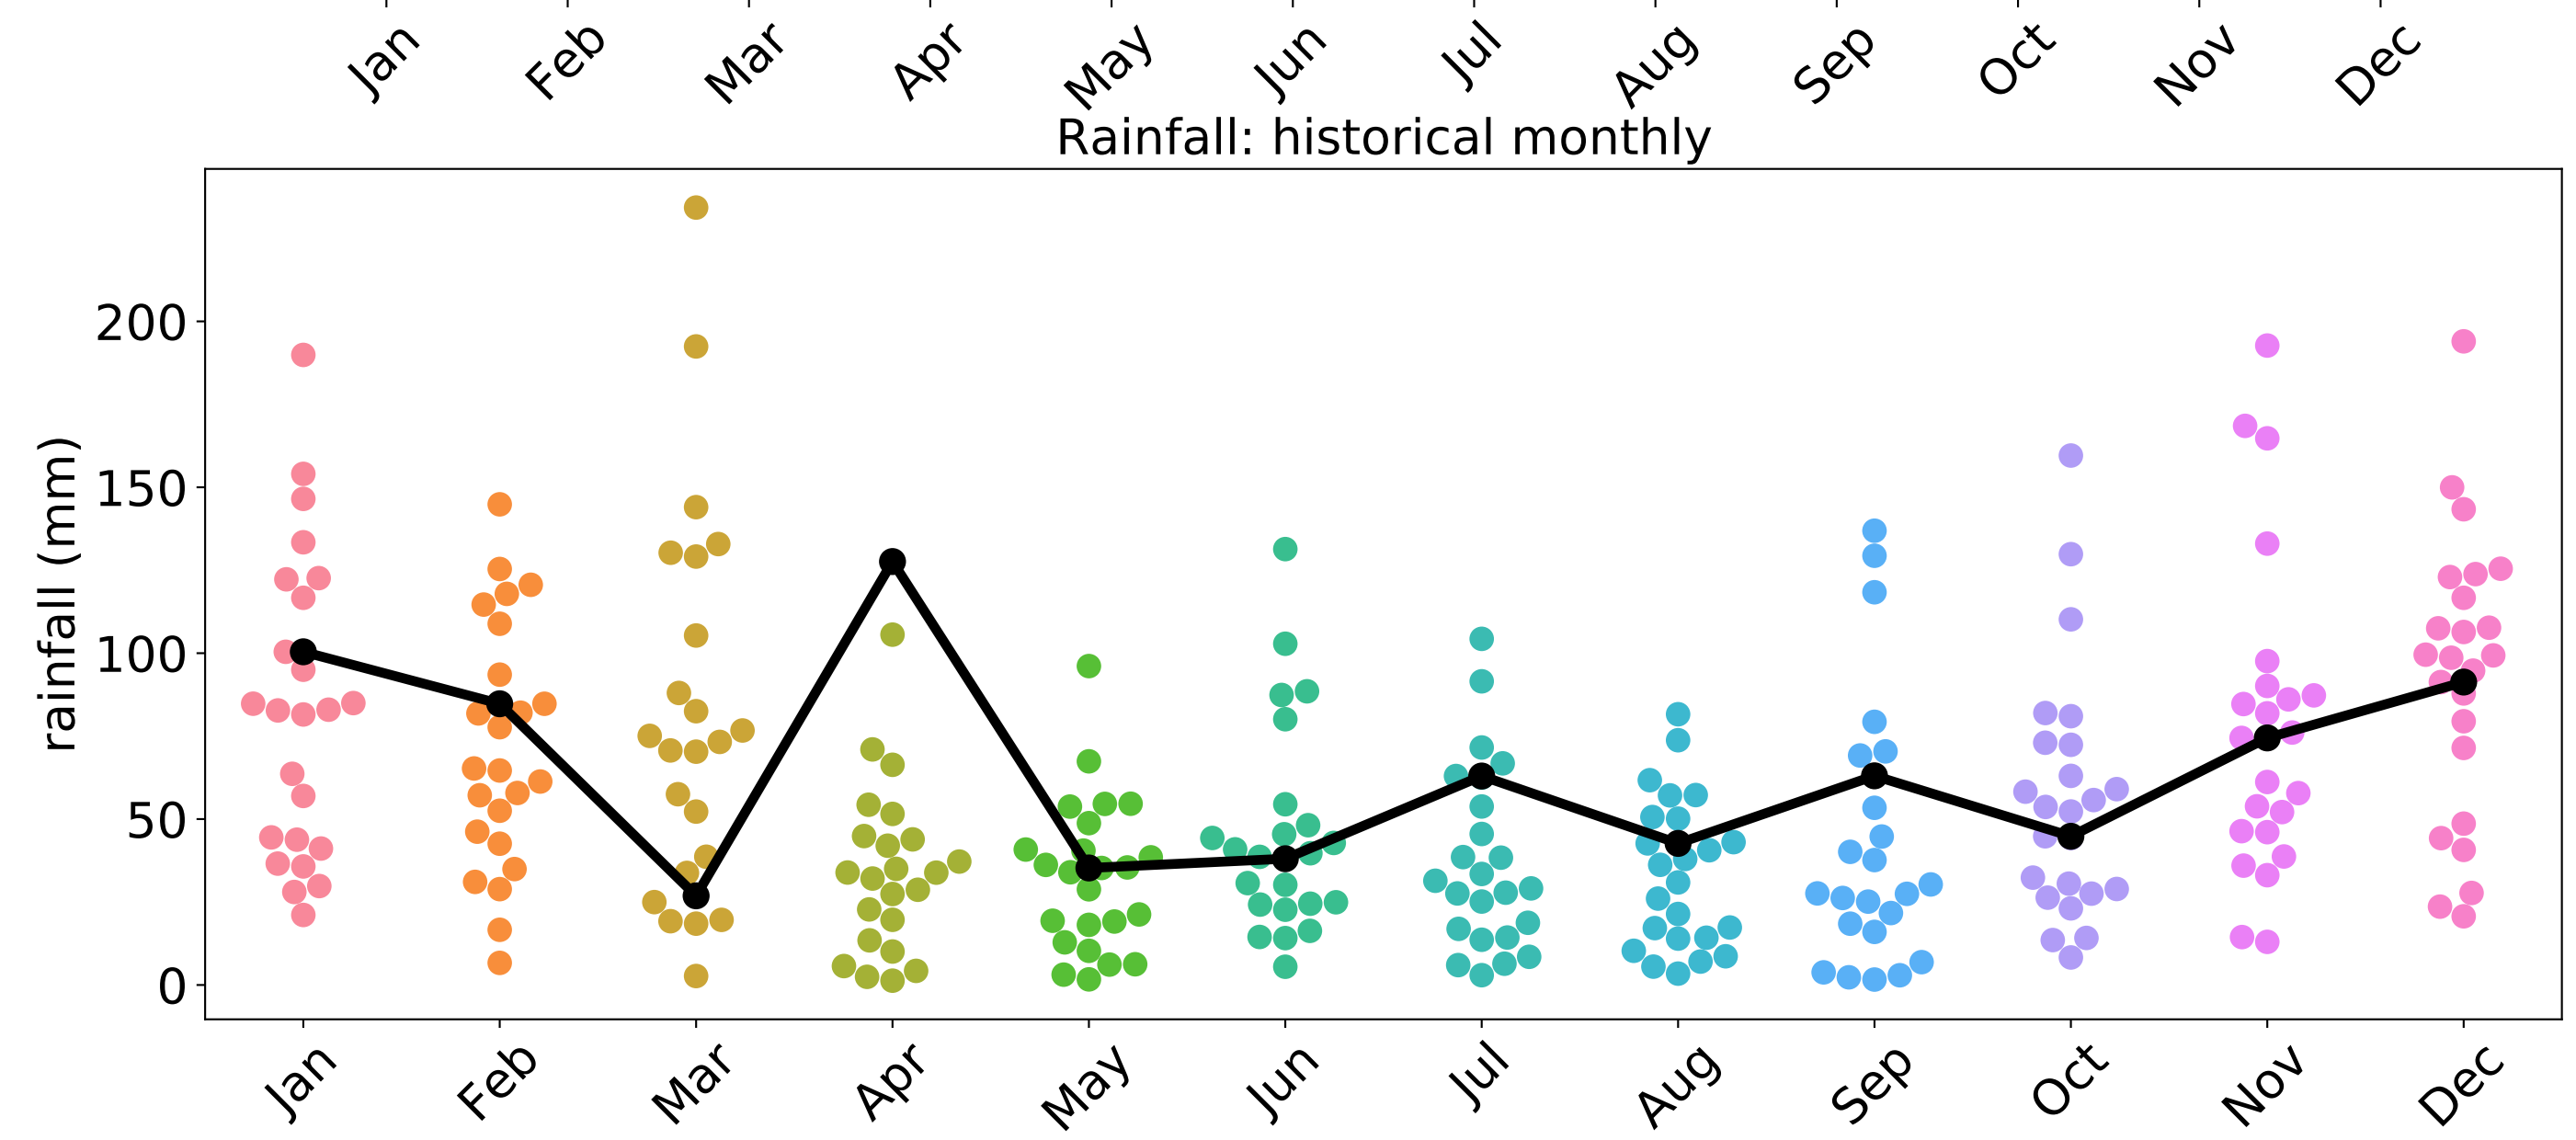 Jan Feb Mar Apr May Jun Jul Aug Sep Oct Nov Dec
Rainfall: historical monthly
rainfall (mm)
200
150
100
50
0
Jan Feb Mar Apr May Jun Jul Aug Sep Oct Nov Dec